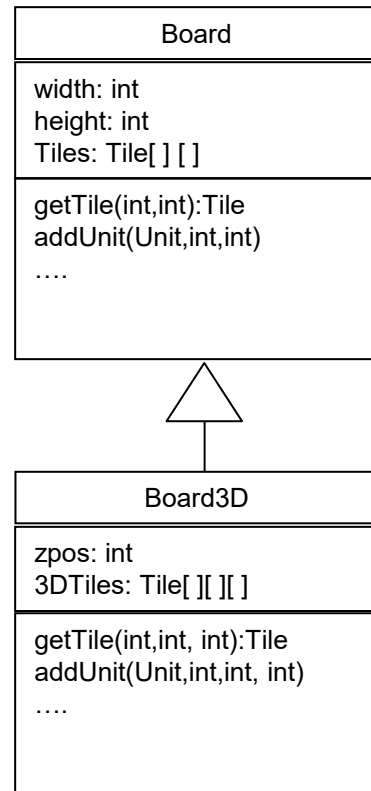 Board
width: int
height: int
Tiles: Tile[ ] [ ]
getTile(int,int):Tile
addUnit(Unit,int,int)
….
Board3D
zpos: int
3DTiles: Tile[ ][ ][ ]
getTile(int,int, int):Tile
addUnit(Unit,int,int, int)
….